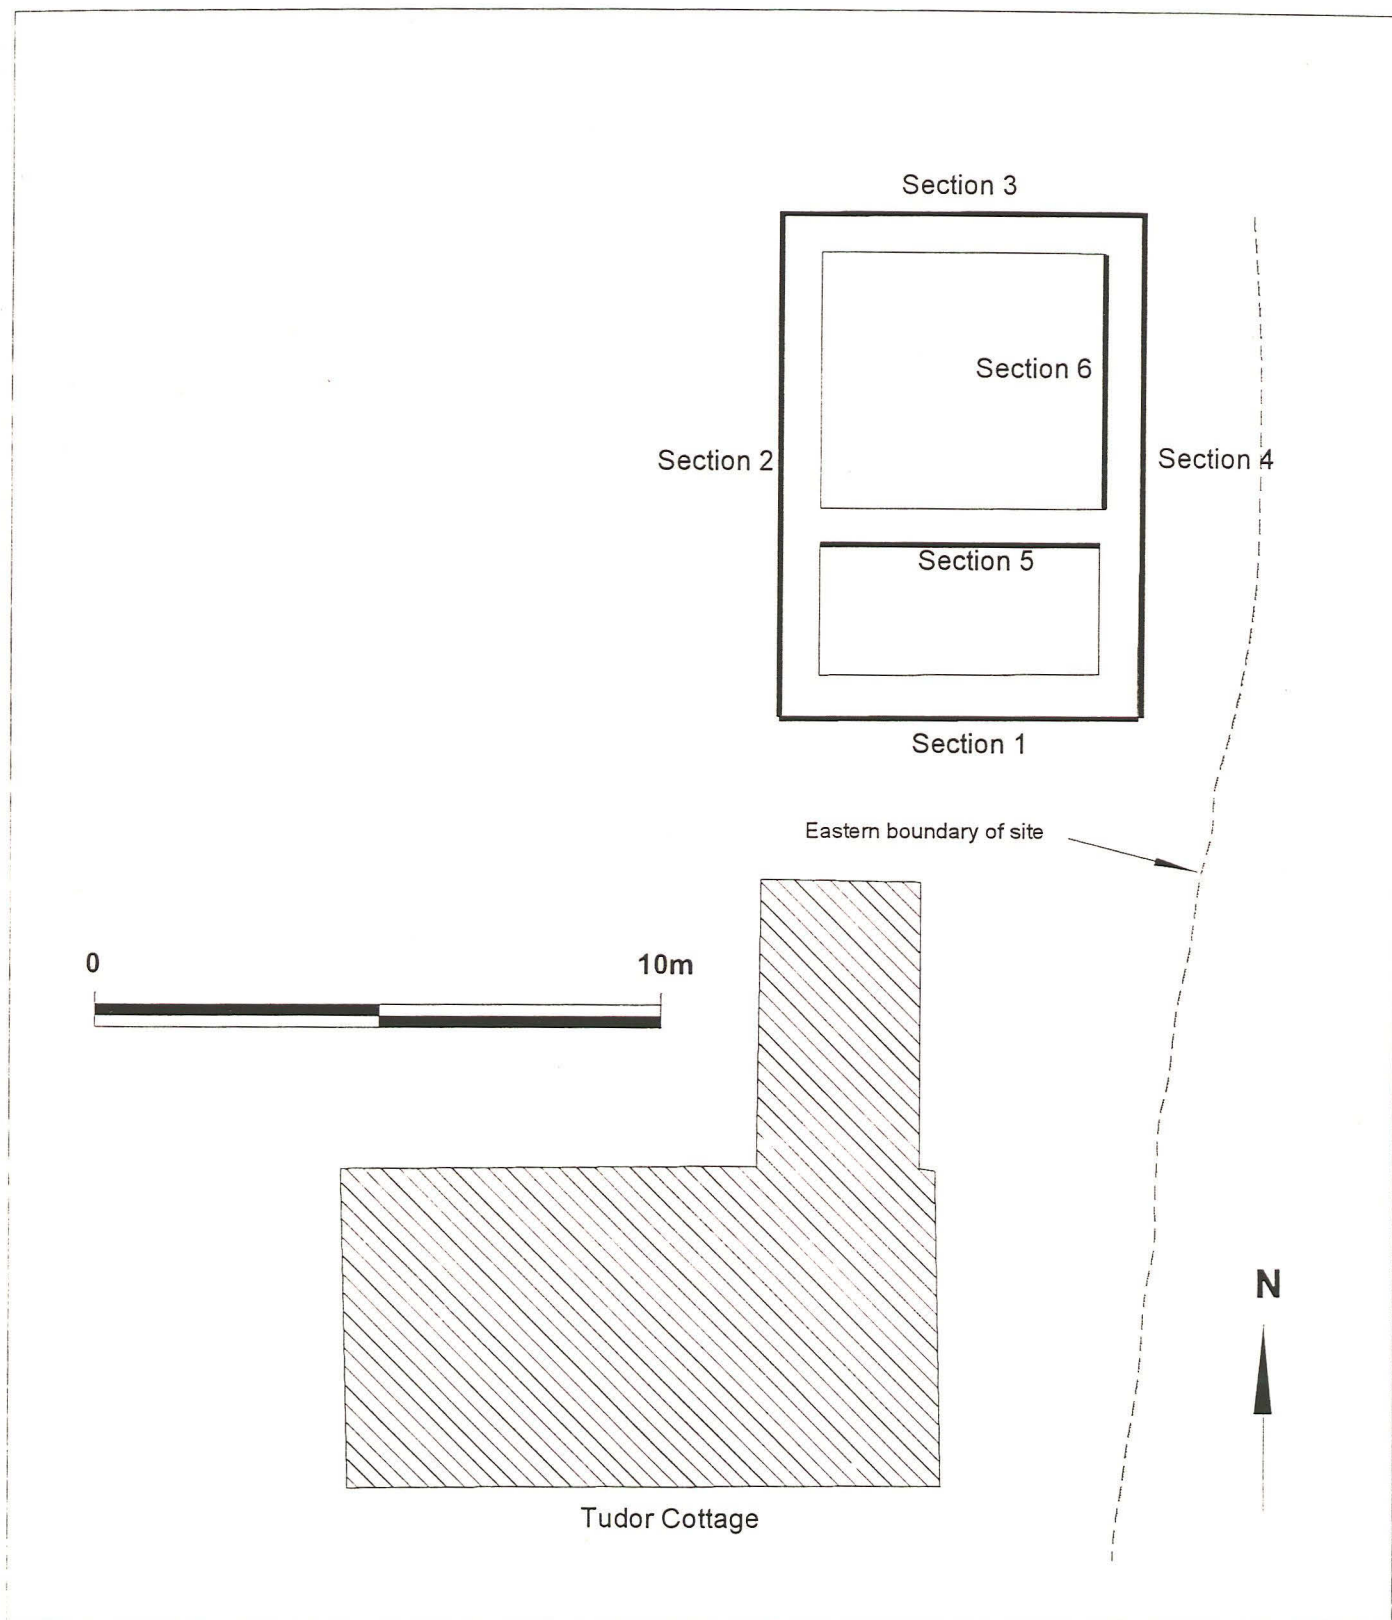 Section 3
Section 6
Section 2
Section 4
Section 5
Section 1
Eastern boundary of site
0
10m
N
Tudor Cottage